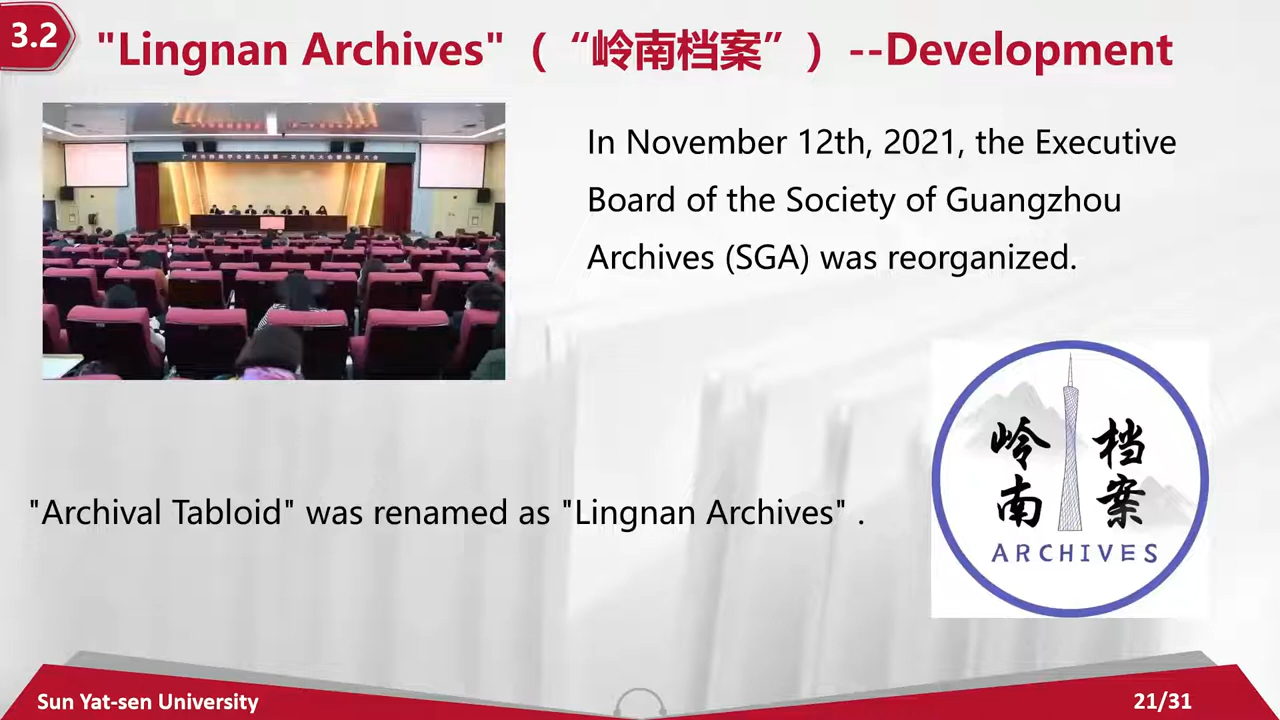 3.2
"Lingnan Archives" （“岭南档案”）--Development
In November 12th, 2021, the Executive
Board of the Society of Guangzhou
Archives (SGA) was reorganized.
岭南
档案
ARCHIVES
"Archival Tabloid" was renamed as "Lingnan Archives" .
Sun Yat-sen University
21/31